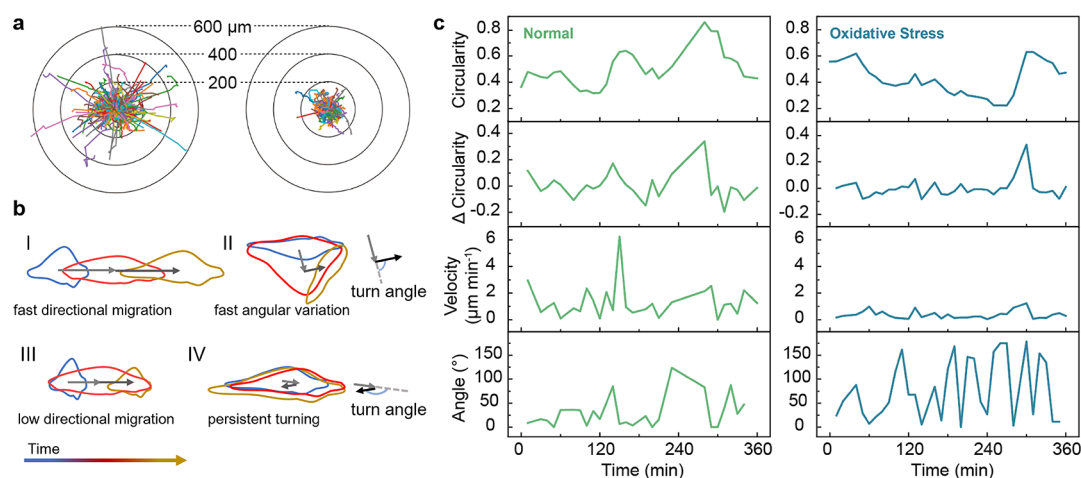 a
600 μm
400
200
b
I
II
turn angle
fast directional migration
fast angular variation
III
IV
turn angle
low directional migration
persistent turning
Time
c
Normal
Oxidative Stress
Circularity
0.8
0.6
0.4
0.2
0.8
0.6
0.4
0.2
Δ Circularity
0.4
0.2
0.0
-0.2
0.4
0.2
0.0
-0.2
Velocity
(μm min⁻¹)
6
4
2
0
6
4
2
0
Angle (°)
150
100
50
0
150
100
50
0
0 120 240 360
0 120 240 360
Time (min)
Time (min)